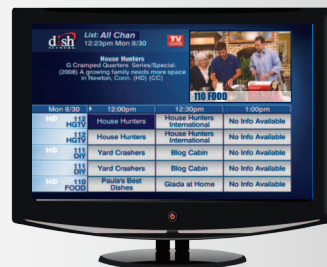 dish
NETWORK
List: All Chan
12:23pm Mon 8/30
TV GUIDE
House Hunters
G Cramped Quarters Series/Special.
(2008) A growing family needs more space
in Newton, Conn. (HD) (CC)
110 FOOD
Mon 8/30 12:00pm 12:30pm 1:00pm
HD 112 HGTV House Hunters House Hunters International No Info Available
112 HGTV House Hunters House Hunters International No Info Available
HD 111 DIY Yard Crashers Blog Cabin No Info Available
111 DIY Yard Crashers Blog Cabin No Info Available
HD 110 FOOD Paula's Best Dishes Giada at Home No Info Available